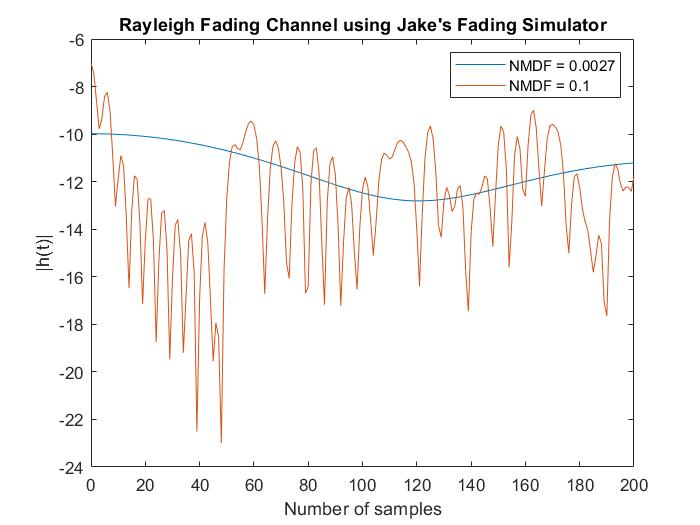 Rayleigh Fading Channel using Jake's Fading Simulator
NMDF = 0.0027
NMDF = 0.1
-6
-8
-10
-12
-14
-16
-18
-20
-22
-24
|h(t)|
0 20 40 60 80 100 120 140 160 180 200
Number of samples